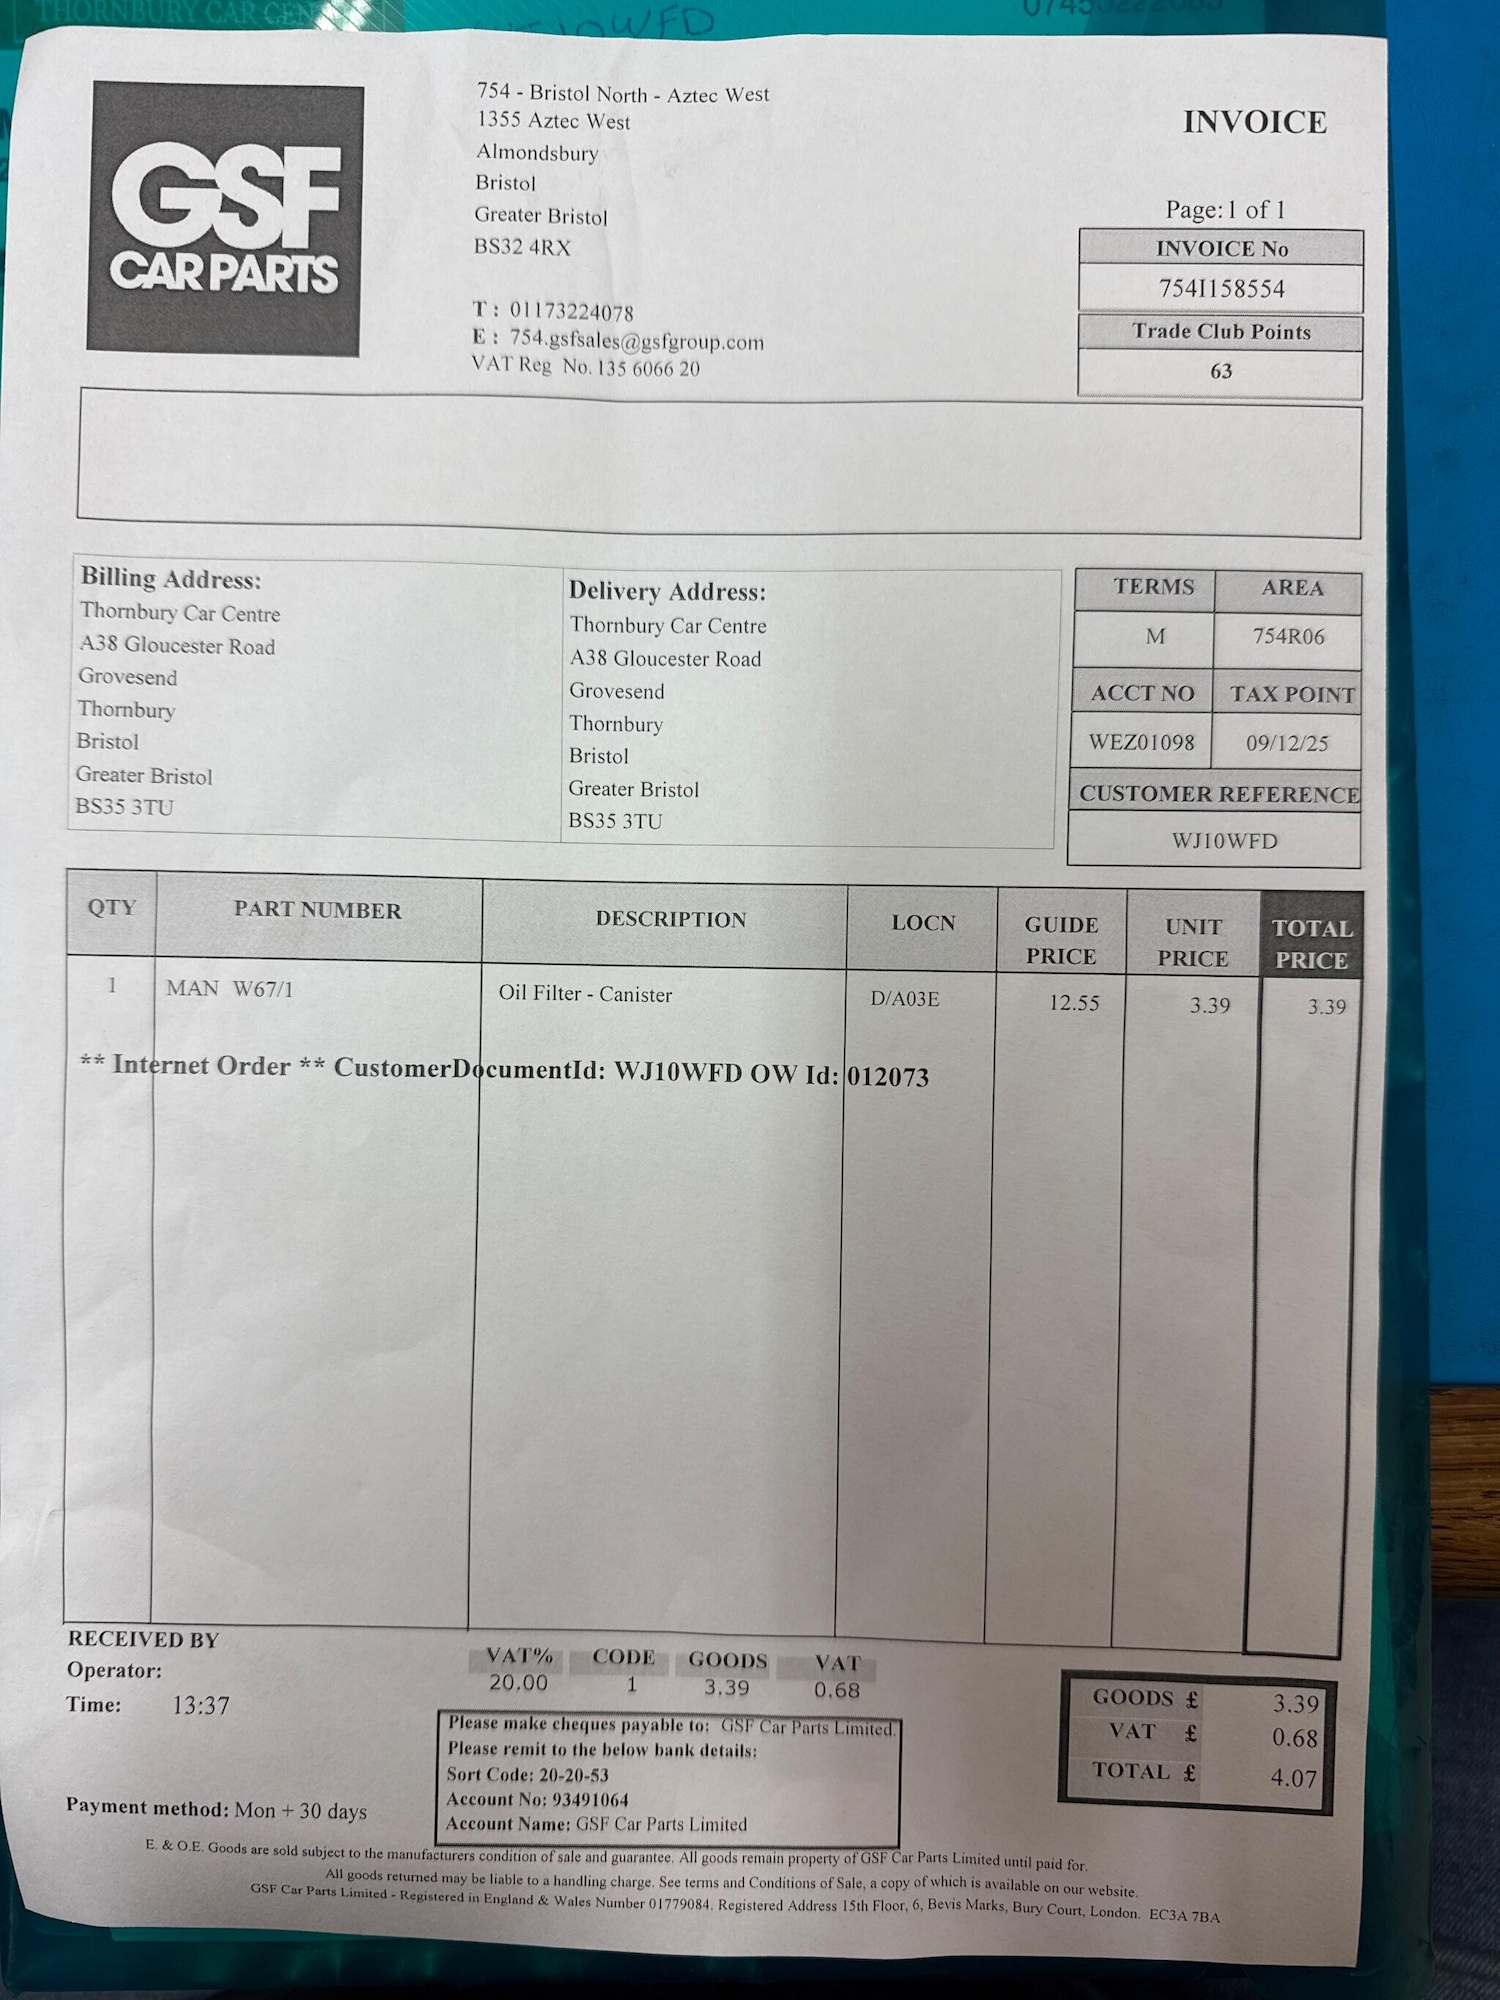 THORNBURY CAR CEN
10WFD
GSF
CAR PARTS
754 - Bristol North - Aztec West
1355 Aztec West
Almondsbury
Bristol
Greater Bristol
BS32 4RX
T : 01173224078
E : 754.gsfsales@gsfgroup.com
VAT Reg No. 135 6066 20
INVOICE
Page:1 of 1
INVOICE No
754I158554
Trade Club Points
63
Billing Address:
Thornbury Car Centre
A38 Gloucester Road
Grovesend
Thornbury
Bristol
Greater Bristol
BS35 3TU
Delivery Address:
Thornbury Car Centre
A38 Gloucester Road
Grovesend
Thornbury
Bristol
Greater Bristol
BS35 3TU
TERMS AREA
M 754R06
ACCT NO TAX POINT
WEZ01098 09/12/25
CUSTOMER REFERENCE
WJ10WFD
QTY PART NUMBER DESCRIPTION LOCN GUIDE PRICE UNIT PRICE TOTAL PRICE
1 MAN W67/1 Oil Filter - Canister D/A03E 12.55 3.39 3.39
** Internet Order ** CustomerDocumentId: WJ10WFD OW Id: 012073
RECEIVED BY
Operator:
Time: 13:37
Payment method: Mon + 30 days
VAT% CODE GOODS VAT
20.00 1 3.39 0.68
Please make cheques payable to: GSF Car Parts Limited.
Please remit to the below bank details:
Sort Code: 20-20-53
Account No: 93491064
Account Name: GSF Car Parts Limited
GOODS £ 3.39
VAT £ 0.68
TOTAL £ 4.07
E. & O.E. Goods are sold subject to the manufacturers condition of sale and guarantee. All goods remain property of GSF Car Parts Limited until paid for.
All goods returned may be liable to a handling charge. See terms and Conditions of Sale, a copy of which is available on our website.
GSF Car Parts Limited - Registered in England & Wales Number 01779084. Registered Address 15th Floor, 6, Bevis Marks, Bury Court, London. EC3A 7BA